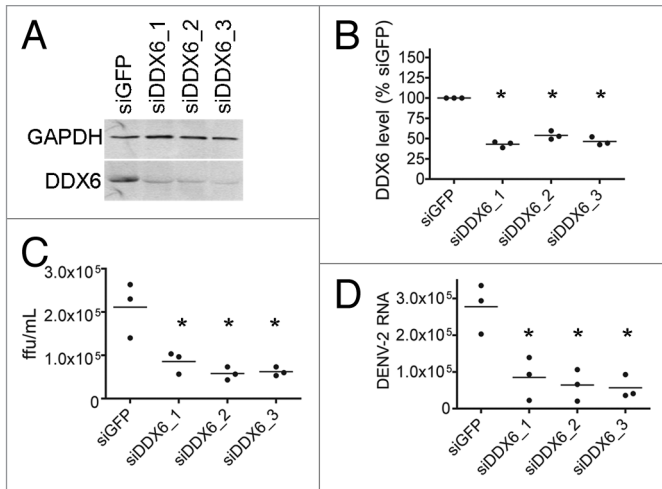 A
siGFP
siDDX6_1
siDDX6_2
siDDX6_3
GAPDH
DDX6
B
DDX6 level (% siGFP)
150
125
100
75
50
25
0
* * *
siGFP
siDDX6_1
siDDX6_2
siDDX6_3
C
ffu/mL
3.0x10⁵
2.0x10⁵
1.0x10⁵
0
* * *
siGFP
siDDX6_1
siDDX6_2
siDDX6_3
D
DENV-2 RNA
3.0x10⁵
2.0x10⁵
1.0x10⁵
0
* * *
siGFP
siDDX6_1
siDDX6_2
siDDX6_3